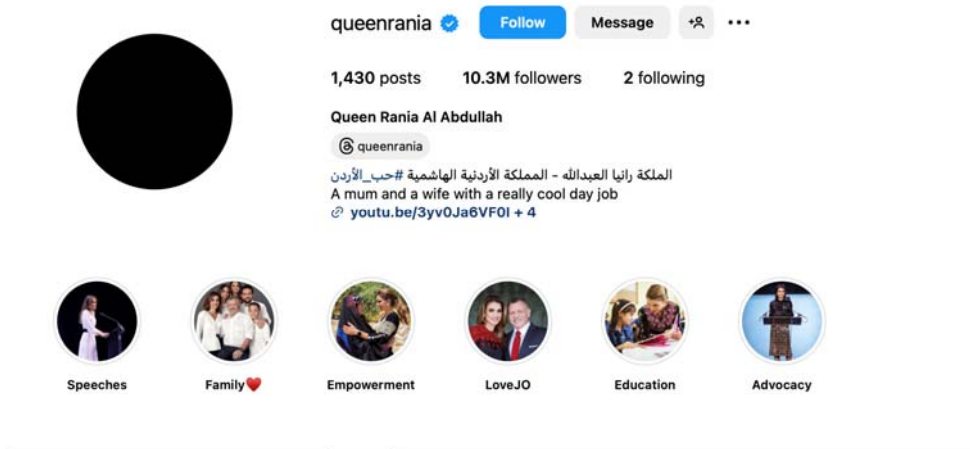 queenrania Follow Message
1,430 posts 10.3M followers 2 following
Queen Rania Al Abdullah
queenrania
الملكة رانيا العبدالله - المملكة الأردنية الهاشمية #حب_الأردن
A mum and a wife with a really cool day job
youtu.be/3yv0Ja6VF0I + 4
Speeches Family❤️ Empowerment LoveJO Education Advocacy